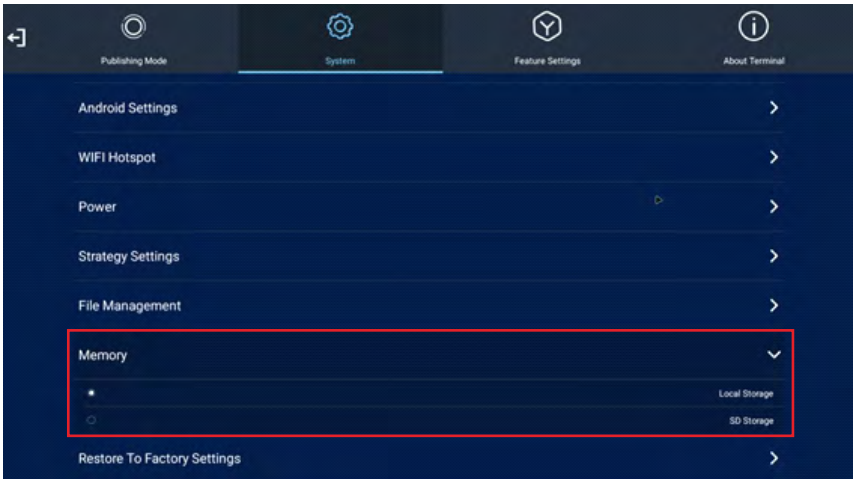 Publishing Mode
System
Feature Settings
About Terminal
Android Settings
WIFI Hotspot
Power
Strategy Settings
File Management
Memory
Local Storage
SD Storage
Restore To Factory Settings